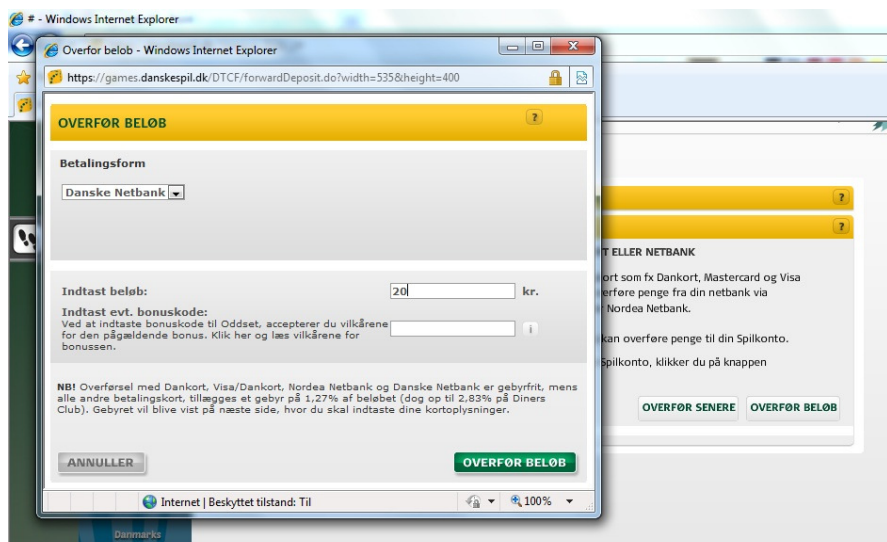 # - Windows Internet Explorer
Overfor belob - Windows Internet Explorer
https://games.danskespil.dk/DTCF/forwardDeposit.do?width=535&height=400
OVERFØR BELØB
?
Betalingsform
Danske Netbank
Indtast beløb:
20
kr.
Indtast evt. bonuskode:
Ved at indtaste bonuskode til Oddset, accepterer du vilkårene
for den pågældende bonus. Klik her og læs vilkårene for
bonussen.
i
NB! Overførsel med Dankort, Visa/Dankort, Nordea Netbank og Danske Netbank er gebyrfrit, mens
alle andre betalingskort, tillægges et gebyr på 1,27% af beløbet (dog op til 2,83% på Diners
Club). Gebyret vil blive vist på næste side, hvor du skal indtaste dine kortoplysninger.
ANNULLER
OVERFØR BELØB
Internet | Beskyttet tilstand: Til
100%
?
?
T ELLER NETBANK
ort som fx Dankort, Mastercard og Visa
erføre penge fra din netbank via
Nordea Netbank.
kan overføre penge til din Spilkonto.
Spilkonto, klikker du på knappen
OVERFØR SENERE
OVERFØR BELØB
Danmarks